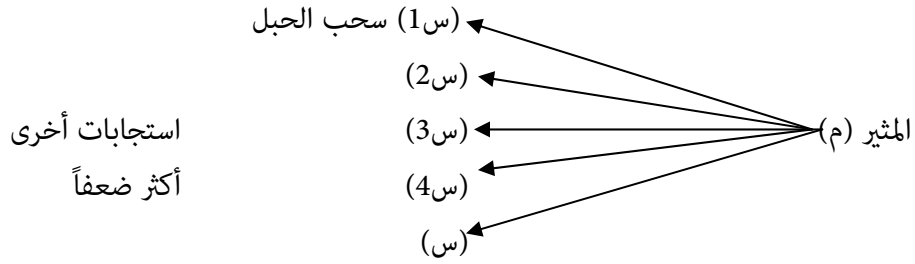 (س1) سحب الحبل
(س2)
المثير (م)
(س3)
استجابات أخرى
(س4)
أكثر ضعفاً
(س)